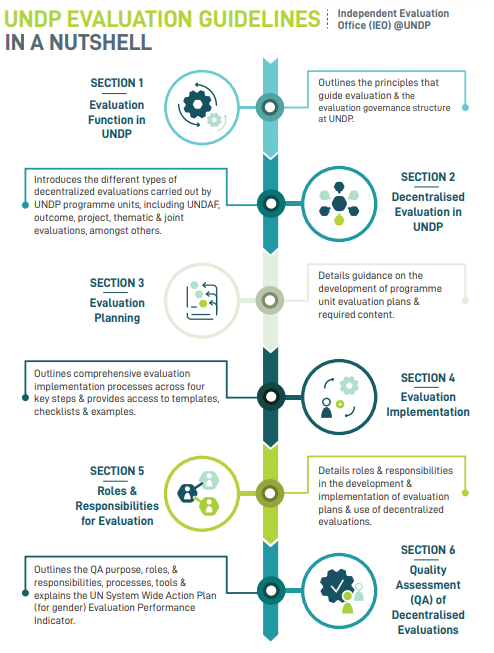 UNDP EVALUATION GUIDELINES
IN A NUTSHELL
Independent Evaluation
Office (IEO) @UNDP
SECTION 1
Evaluation
Function in
UNDP
Outlines the principles that
guide evaluation & the
evaluation governance structure
at UNDP.
Introduces the different types of
decentralized evaluations carried out by
UNDP programme units, including UNDAF,
outcome, project, thematic & joint
evaluations, amongst others.
SECTION 2
Decentralised
Evaluation in
UNDP
SECTION 3
Evaluation
Planning
Details guidance on the
development of programme
unit evaluation plans &
required content.
Outlines comprehensive evaluation
implementation processes across four
key steps & provides access to templates,
checklists & examples.
SECTION 4
Evaluation
Implementation
SECTION 5
Roles &
Responsibilities
for Evaluation
Details roles & responsibilities
in the development &
implementation of evaluation
plans & use of decentralized
evaluations.
Outlines the QA purpose, roles, &
responsibilities, processes, tools &
explains the UN System Wide Action Plan
(for gender) Evaluation Performance
Indicator.
SECTION 6
Quality
Assessment
(QA) of
Decentralised
Evaluations